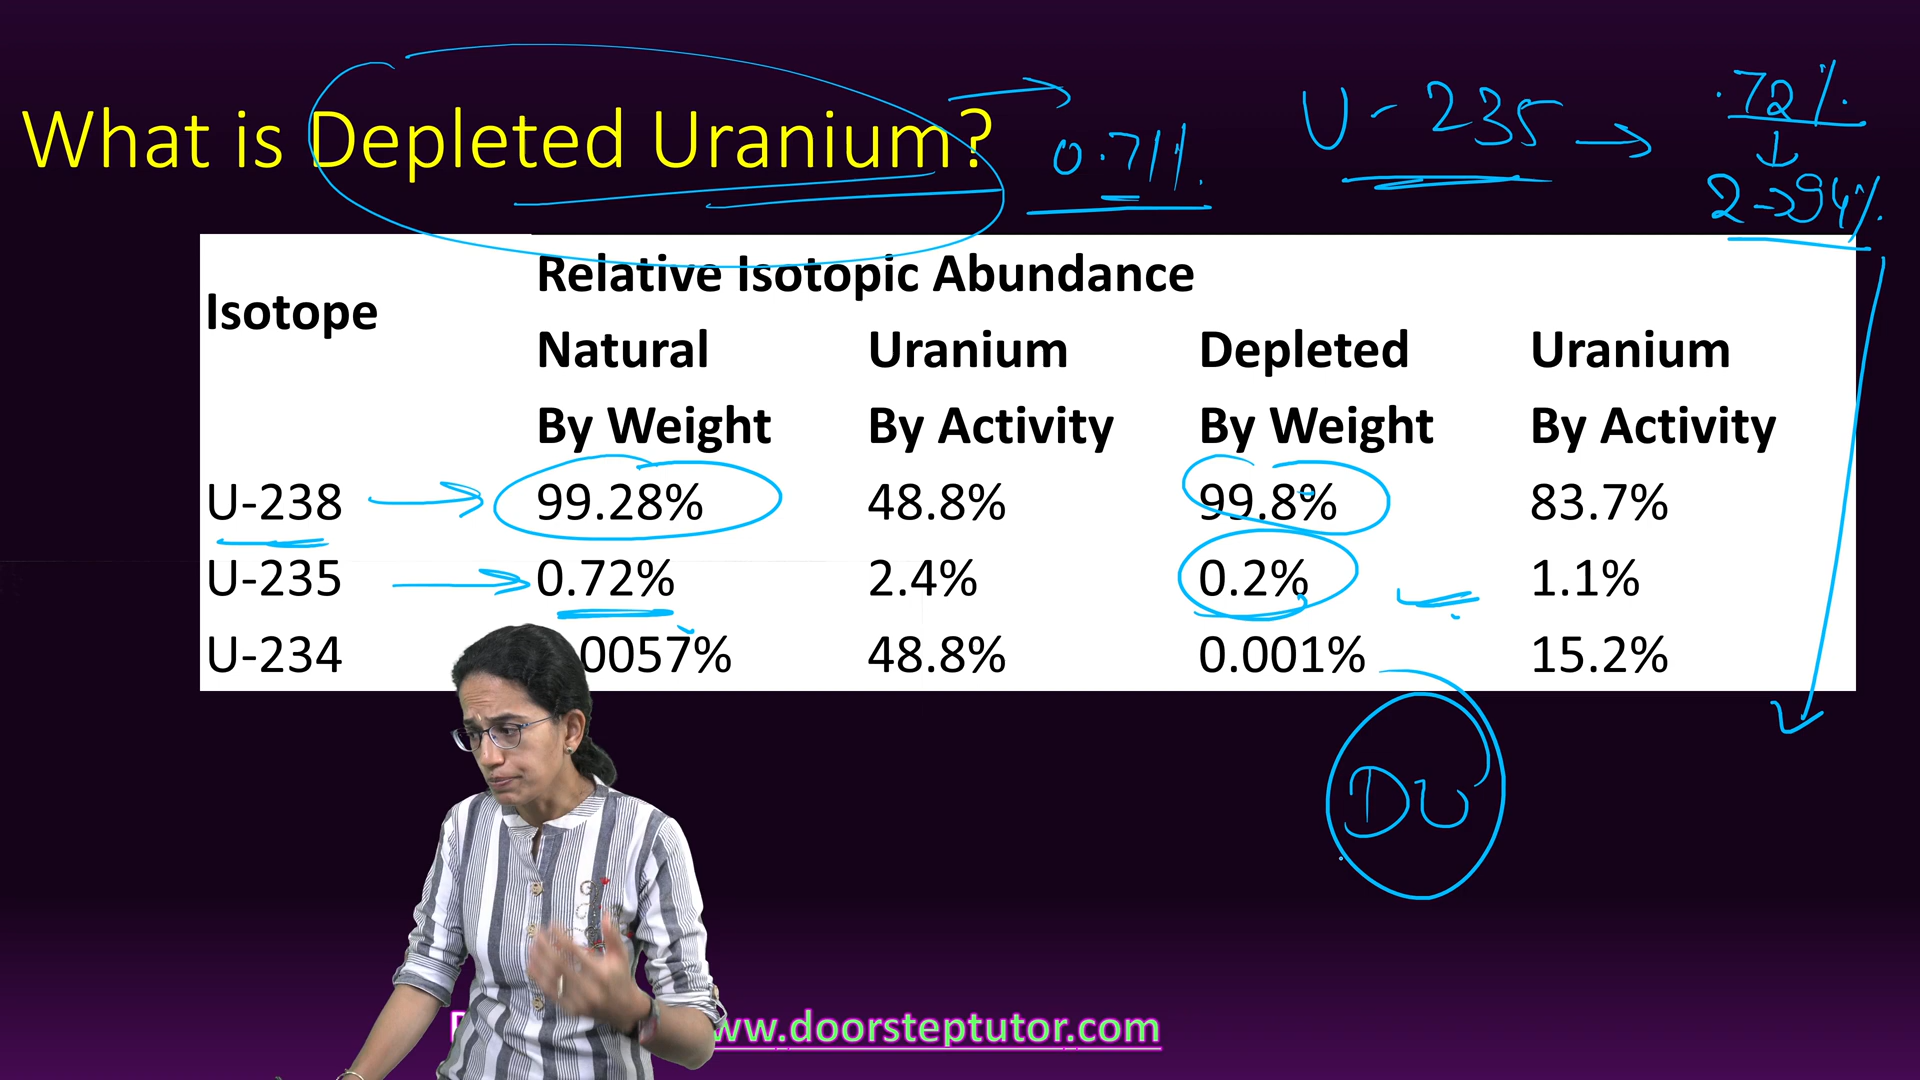 What is Depleted Uranium?
0.71%.
U - 235 → .72%.
↓
2 → 94%.
Relative Isotopic Abundance
Isotope
Natural Uranium Depleted Uranium
By Weight By Activity By Weight By Activity
U-238 99.28% 48.8% 99.8% 83.7%
U-235 0.72% 2.4% 0.2% 1.1%
U-234 .0057% 48.8% 0.001% 15.2%
DU
ww.doorsteptutor.com